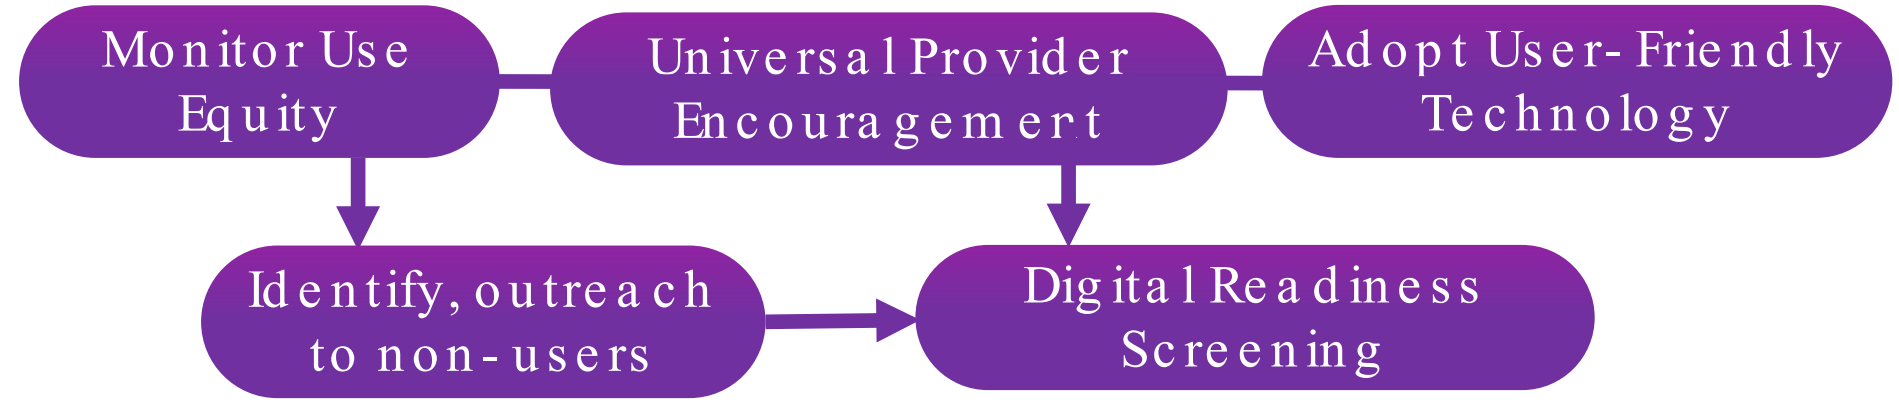 Monitor Use
Equity
Universal Provider
Encouragement
Adopt User-Friendly
Technology
Identify, outreach
to non-users
Digital Readiness
Screening